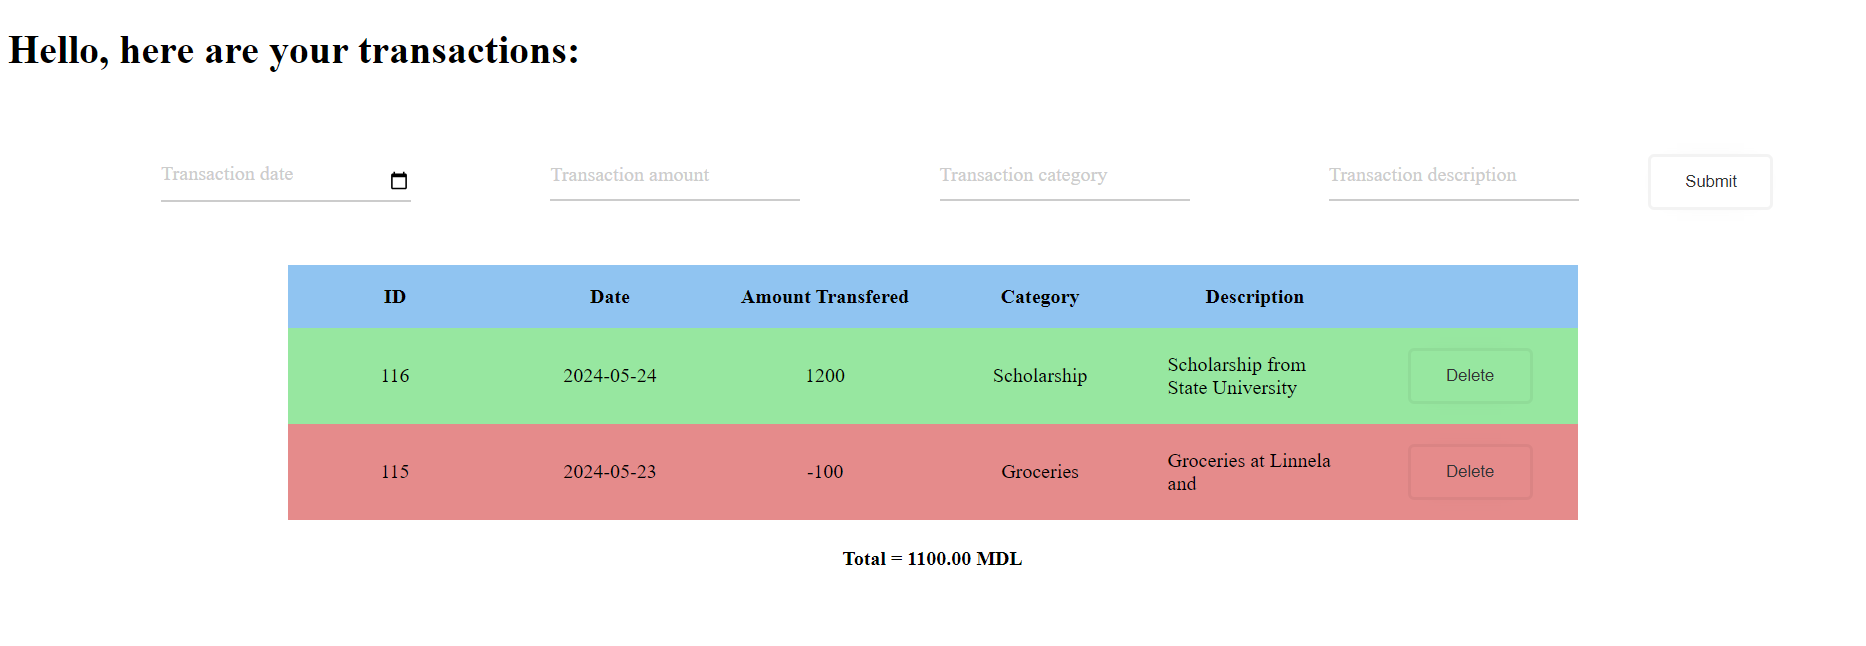 Hello, here are your transactions:
Transaction date
Transaction amount
Transaction category
Transaction description
Submit
ID Date Amount Transfered Category Description
116 2024-05-24 1200 Scholarship Scholarship from
State University
Delete
115 2024-05-23 -100 Groceries Groceries at Linnela
and
Delete
Total = 1100.00 MDL